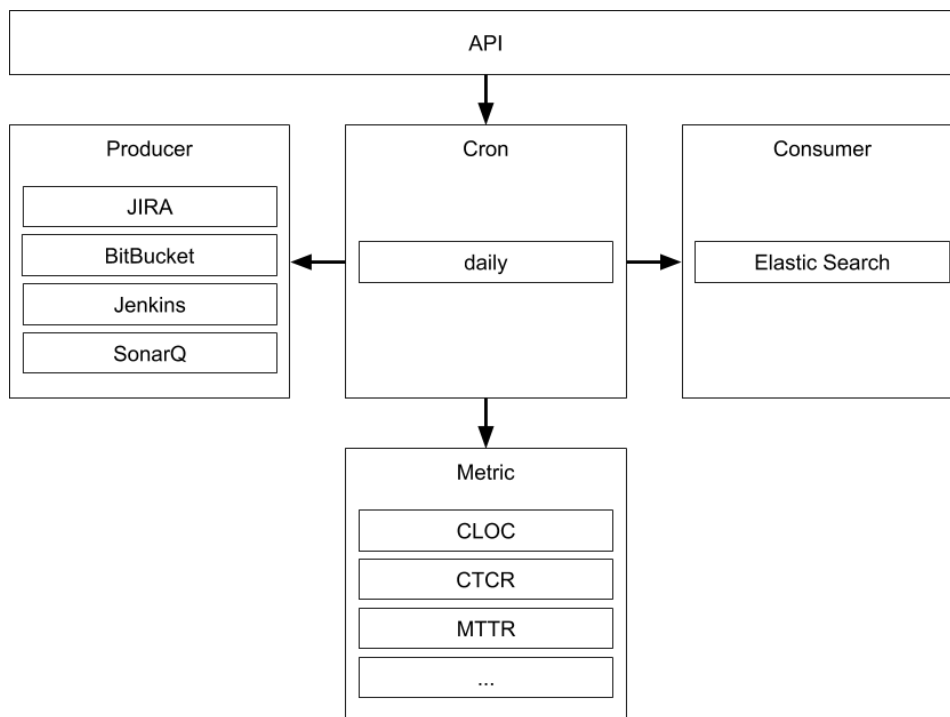 API
Producer
JIRA
BitBucket
Jenkins
SonarQ
Cron
daily
Consumer
Elastic Search
Metric
CLOC
CTCR
MTTR
...